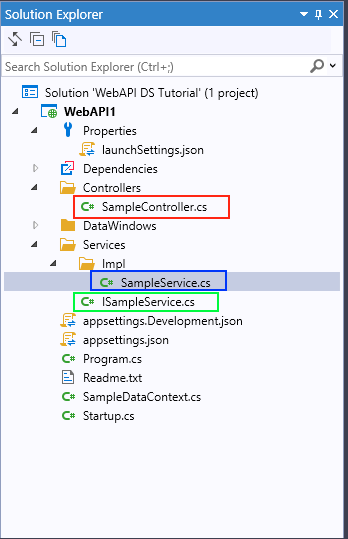 Solution Explorer
Search Solution Explorer (Ctrl+;)
Solution 'WebAPI DS Tutorial' (1 project)
WebAPI1
Properties
launchSettings.json
Dependencies
Controllers
C# SampleController.cs
DataWindows
Services
Impl
C# SampleService.cs
C# ISampleService.cs
appsettings.Development.json
appsettings.json
C# Program.cs
Readme.txt
C# SampleDataContext.cs
C# Startup.cs